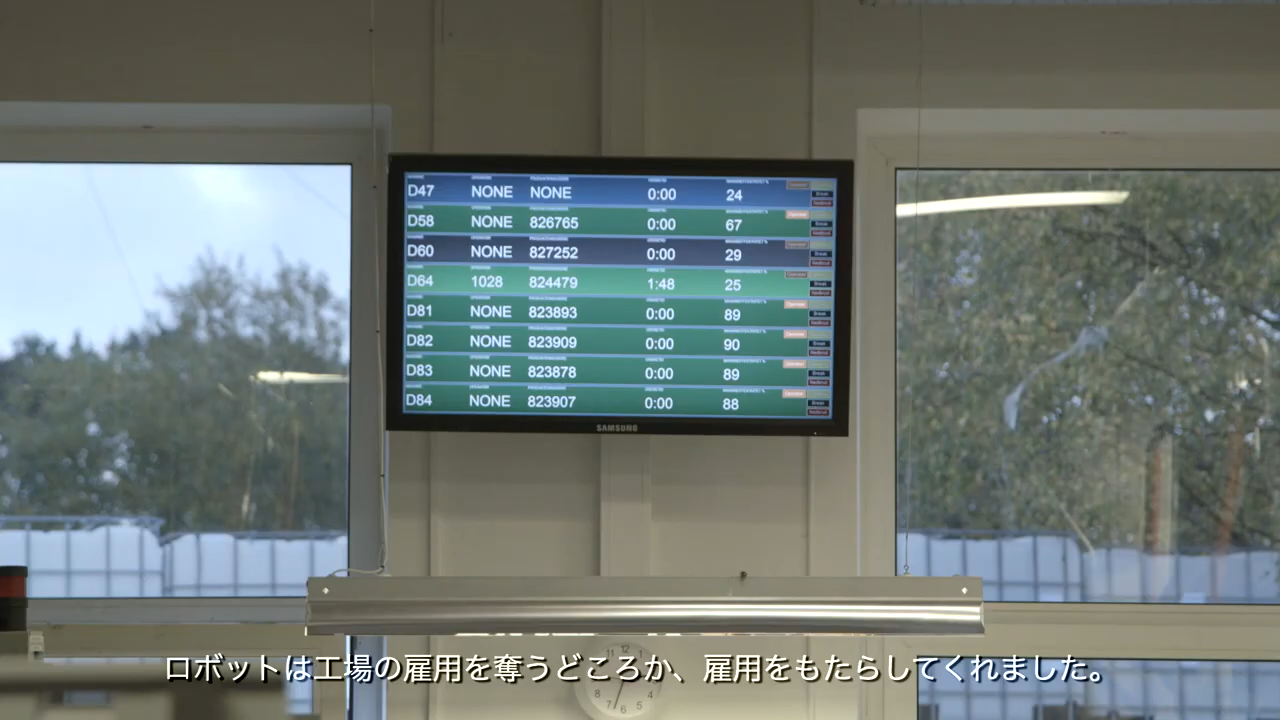 D47 NONE NONE 0:00 24
D58 NONE 826765 0:00 67
D60 NONE 827252 0:00 29
D64 1028 824479 1:48 25
D81 NONE 823893 0:00 89
D82 NONE 823909 0:00 90
D83 NONE 823878 0:00 89
D84 NONE 823907 0:00 88
SAMSUNG
ロボットは工場の雇用を奪うどころか、雇用をもたらしてくれました。